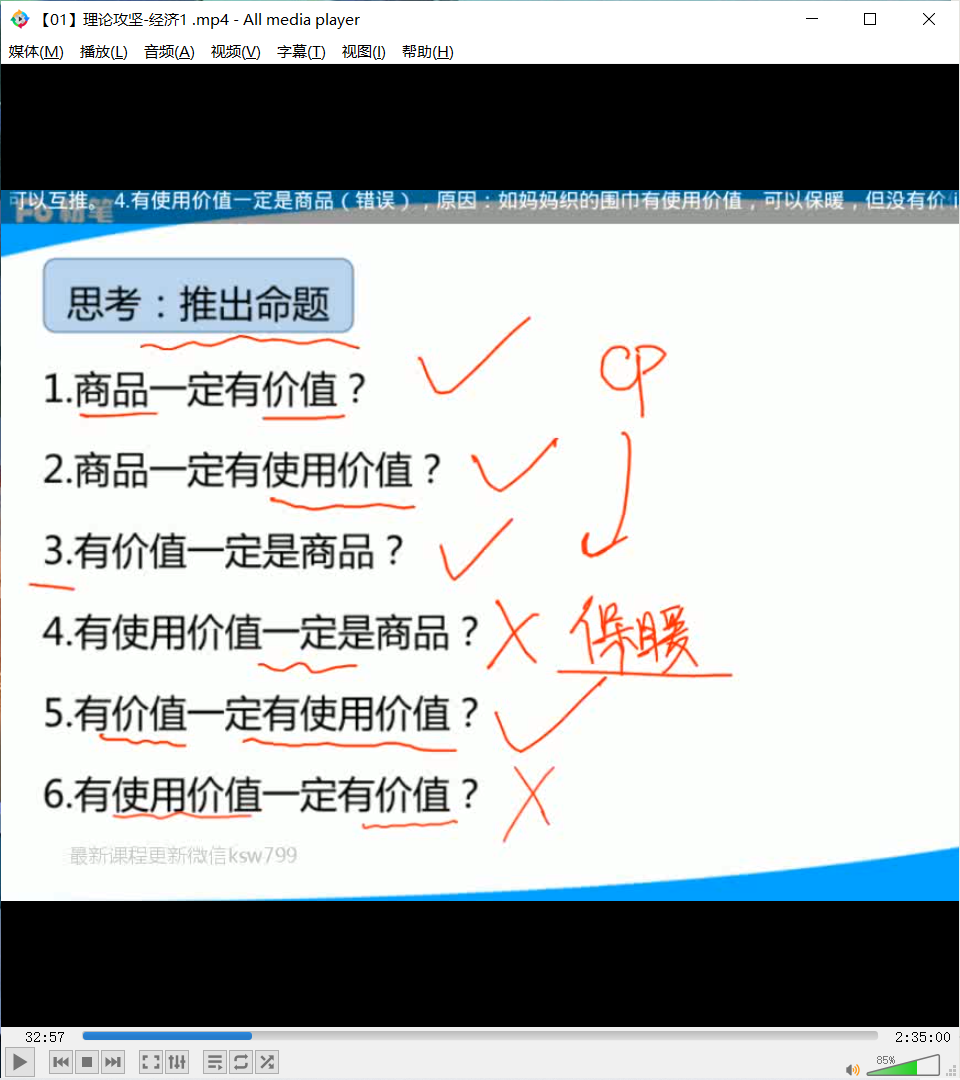 【01】理论攻坚-经济1 .mp4 - All media player
媒体(M) 播放(L) 音频(A) 视频(V) 字幕(T) 视图(I) 帮助(H)
可以互推。 4.有使用价值一定是商品（错误），原因：如妈妈织的围巾有使用价值，可以保暖，但没有价
粉笔
思考：推出命题
1.商品一定有价值？
CP
2.商品一定有使用价值？
3.有价值一定是商品？
4.有使用价值一定是商品？ 保暖
5.有价值一定有使用价值？
6.有使用价值一定有价值？
最新课程更新微信ksw799
32:57 2:35:00
85%